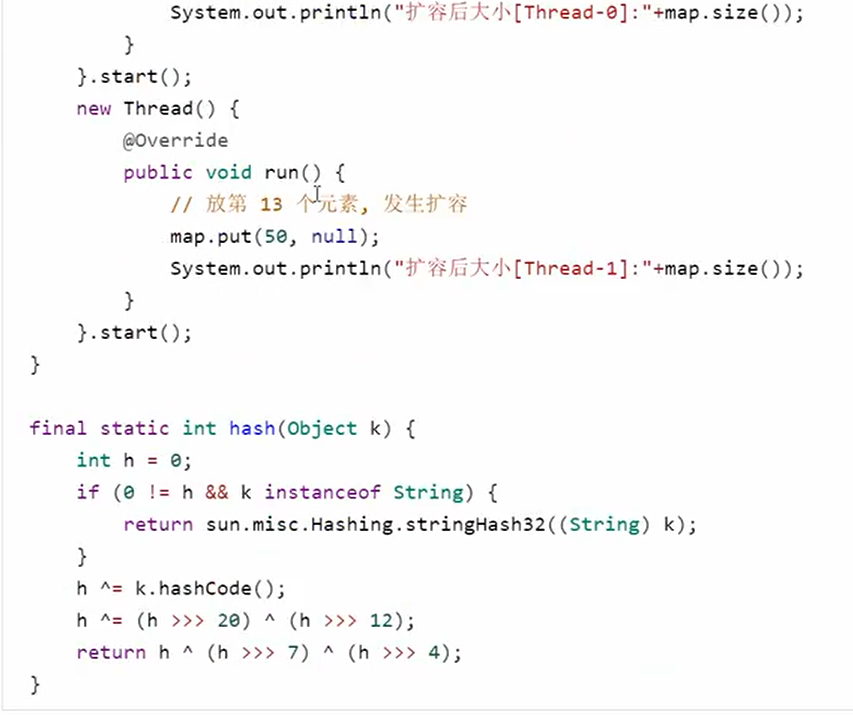 System.out.println("扩容后大小[Thread-0]:"+map.size());
        }
    }.start();
    new Thread() {
        @Override
        public void run() {
            // 放第 13 个元素, 发生扩容
            map.put(50, null);
            System.out.println("扩容后大小[Thread-1]:"+map.size());
        }
    }.start();
}

final static int hash(Object k) {
    int h = 0;
    if (0 != h && k instanceof String) {
        return sun.misc.Hashing.stringHash32((String) k);
    }
    h ^= k.hashCode();
    h ^= (h >>> 20) ^ (h >>> 12);
    return h ^ (h >>> 7) ^ (h >>> 4);
}